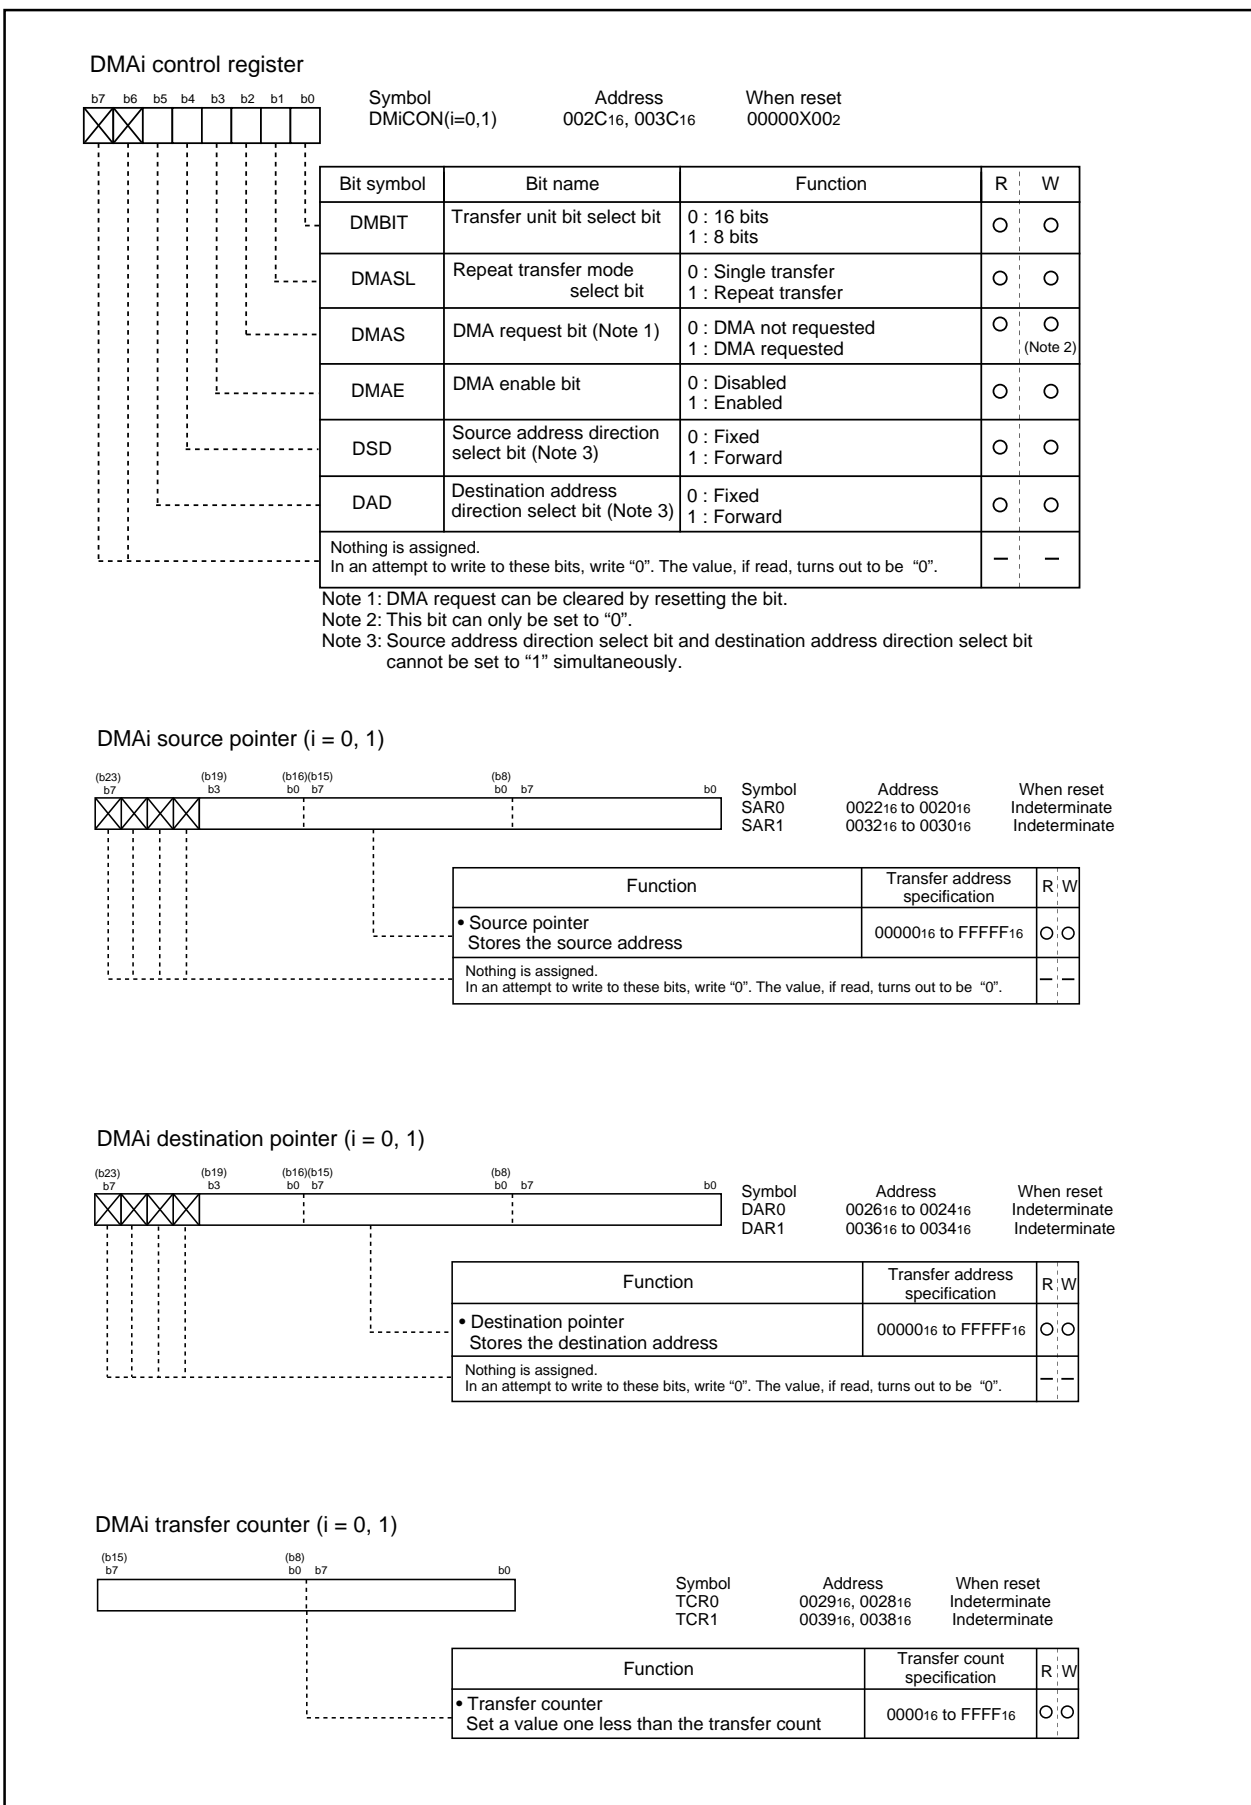 DMAi control register
b7 b6 b5 b4 b3 b2 b1 b0
Symbol Address When reset
DMiCON(i=0,1) 002C16, 003C16 00000X002
Bit symbol Bit name Function R W
DMBIT Transfer unit bit select bit 0 : 16 bits
1 : 8 bits
DMASL Repeat transfer mode
select bit 0 : Single transfer
1 : Repeat transfer
DMAS DMA request bit (Note 1) 0 : DMA not requested
1 : DMA requested (Note 2)
DMAE DMA enable bit 0 : Disabled
1 : Enabled
DSD Source address direction
select bit (Note 3) 0 : Fixed
1 : Forward
DAD Destination address
direction select bit (Note 3) 0 : Fixed
1 : Forward
Nothing is assigned.
In an attempt to write to these bits, write “0”. The value, if read, turns out to be “0”.
Note 1: DMA request can be cleared by resetting the bit.
Note 2: This bit can only be set to “0”.
Note 3: Source address direction select bit and destination address direction select bit
cannot be set to “1” simultaneously.
DMAi source pointer (i = 0, 1)
(b23) (b19) (b16)(b15) (b8)
b7 b3 b0 b7 b0 b7 b0
Symbol Address When reset
SAR0 002216 to 002016 Indeterminate
SAR1 003216 to 003016 Indeterminate
Function Transfer address
specification R W
• Source pointer
Stores the source address 0000016 to FFFFF16
Nothing is assigned.
In an attempt to write to these bits, write “0”. The value, if read, turns out to be “0”.
DMAi destination pointer (i = 0, 1)
(b23) (b19) (b16)(b15) (b8)
b7 b3 b0 b7 b0 b7 b0
Symbol Address When reset
DAR0 002616 to 002416 Indeterminate
DAR1 003616 to 003416 Indeterminate
Function Transfer address
specification R W
• Destination pointer
Stores the destination address 0000016 to FFFFF16
Nothing is assigned.
In an attempt to write to these bits, write “0”. The value, if read, turns out to be “0”.
DMAi transfer counter (i = 0, 1)
(b15) (b8)
b7 b0 b7 b0
Symbol Address When reset
TCR0 002916, 002816 Indeterminate
TCR1 003916, 003816 Indeterminate
Function Transfer count
specification R W
• Transfer counter
Set a value one less than the transfer count 000016 to FFFF16